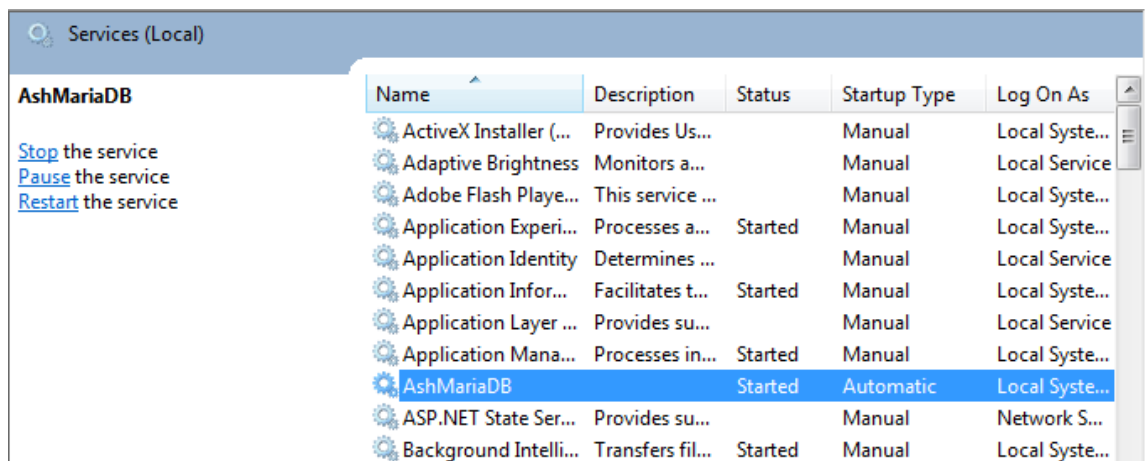 Services (Local)
AshMariaDB
Stop the service
Pause the service
Restart the service
Name Description Status Startup Type Log On As
ActiveX Installer (... Provides Us... Manual Local Syste...
Adaptive Brightness Monitors a... Manual Local Service
Adobe Flash Playe... This service ... Manual Local Syste...
Application Experi... Processes a... Started Manual Local Syste...
Application Identity Determines ... Manual Local Service
Application Infor... Facilitates t... Started Manual Local Syste...
Application Layer ... Provides su... Manual Local Service
Application Mana... Processes in... Started Manual Local Syste...
AshMariaDB Started Automatic Local Syste...
ASP.NET State Ser... Provides su... Manual Network S...
Background Intelli... Transfers fil... Started Manual Local Syste...